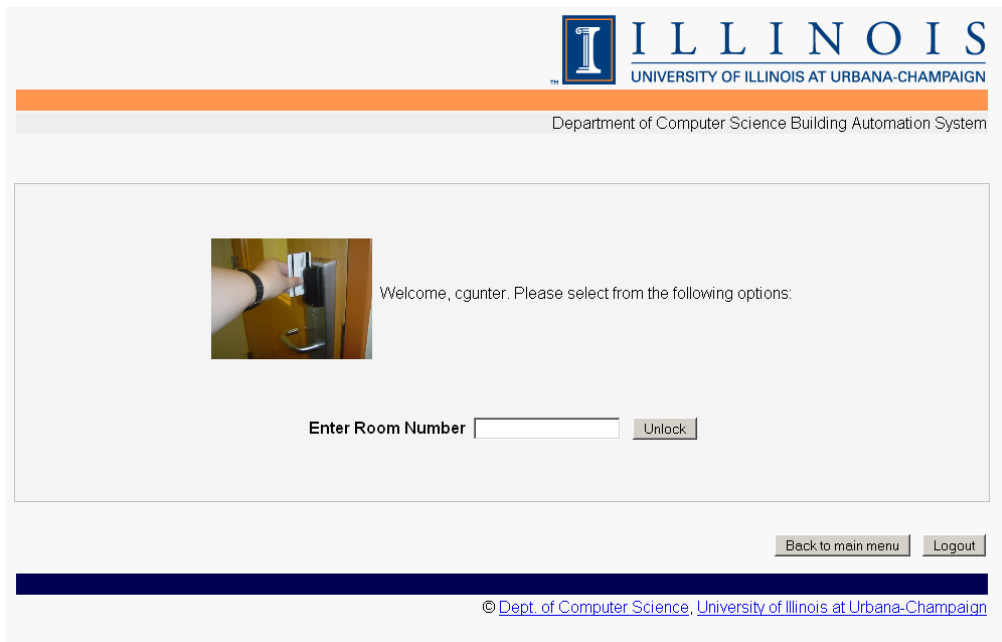 I L L I N O I S
UNIVERSITY OF ILLINOIS AT URBANA-CHAMPAIGN
TM
Department of Computer Science Building Automation System
Welcome, cgunter. Please select from the following options:
Enter Room Number Unlock
Back to main menu Logout
© Dept. of Computer Science, University of Illinois at Urbana-Champaign